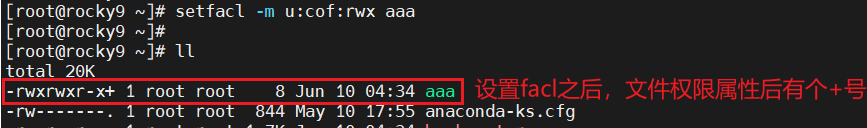 [root@rocky9 ~]# setfacl -m u:cof:rwx aaa
[root@rocky9 ~]#
[root@rocky9 ~]# ll
total 20K
-rwxrwxr-x+ 1 root root    8 Jun 10 04:34 aaa 设置facl之后，文件权限属性后有个+号
-rw-------. 1 root root  844 May 10 17:55 anaconda-ks.cfg